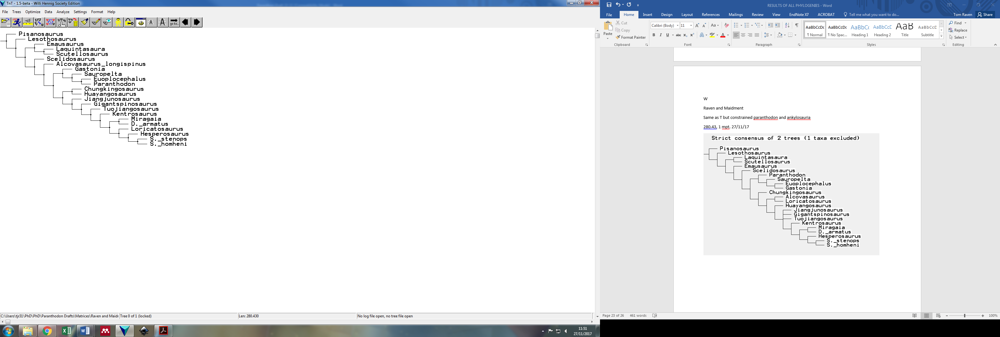 TnT - 1.5-beta - Willi Hennig Society Edition
File Trees Optimize Data Analyze Settings Format Help
go to...
Pisanosaurus
Lesothosaurus
Emausaurus
Laquintasaura
Scutellosaurus
Scelidosaurus
Alcovasaurus_longispinus
Gastonia
Sauropelta
Euoplocephalus
Paranthodon
Chungkingosaurus
Huayangosaurus
Jiangjunosaurus
Gigantspinosaurus
Tuojiangosaurus
Kentrosaurus
Miragaia
D._armatus
Loricatosaurus
Hesperosaurus
S._stenops
S._homheni
C:\Users\tjr31\PhD\PhD\Paranthodon Drafts\Matrices\Raven and Maidr
Tree 0 of 1 (locked)
Len: 280.430
No log file open, no tree file open
11:51
27/11/2017
RESULTS OF ALL PHYLOGENIES - Word
File Home Insert Design Layout References Mailings Review View EndNote X7 ACROBAT Tell me what you want to do... Tom Raven Share
Paste
Cut
Copy
Format Painter
Clipboard
Calibri (Body) 11
Font
Paragraph
AaBbCcDc AaBbCcDc AaBbC( AaBbCcC AaB AaBbCcC
¶ Normal ¶ No Spac... Heading 1 Heading 2 Title Subtitle
Styles
Find
Replace
Select
Editing
W
Raven and Maidment
Same as T but constrained paranthodon and ankylosauria
280.43, 1 mpt. 27/11/17
Strict consensus of 2 trees (1 taxa excluded)
Pisanosaurus
Lesothosaurus
Laquintasaura
Scutellosaurus
Emausaurus
Scelidosaurus
Paranthodon
Sauropelta
Euoplocephalus
Gastonia
Chungkingosaurus
Alcovasaurus
Loricatosaurus
Huayangosaurus
Jiangjunosaurus
Gigantspinosaurus
Tuojiangosaurus
Kentrosaurus
Miragaia
D._armatus
Hesperosaurus
S._stenops
S._homheni
Page 23 of 26 461 words
100%